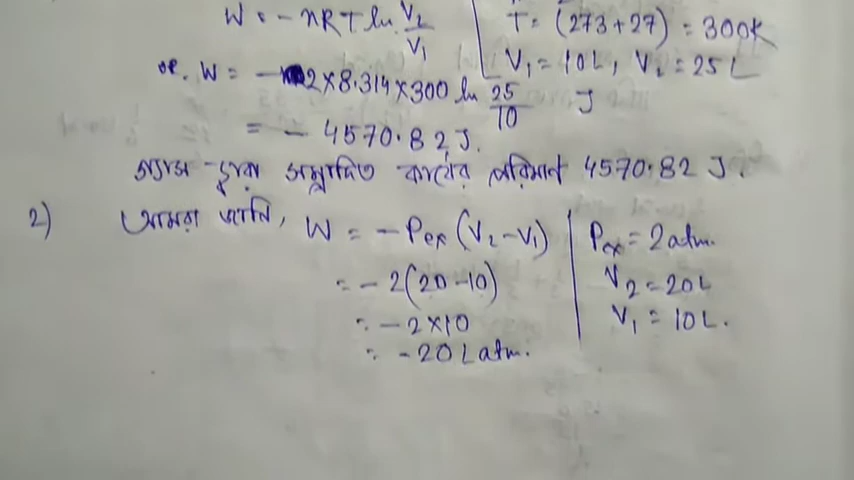 W = - nRT ln V₂/V₁
T = (273+27) = 300K
V₁ = 10L, V₂ = 25 L
or, W = - 2×8.314×300 ln 25/10 J
= - 4570.82 J.
গ্যাস দ্বারা সম্পাদিত কার্যের পরিমাণ 4570.82 J.
2) আমরা জানি, W = - Pex (V₂-V₁)
Pex = 2atm.
= - 2(20-10)
V₂ = 20L
= - 2×10
V₁ = 10L.
= - 20 L atm.